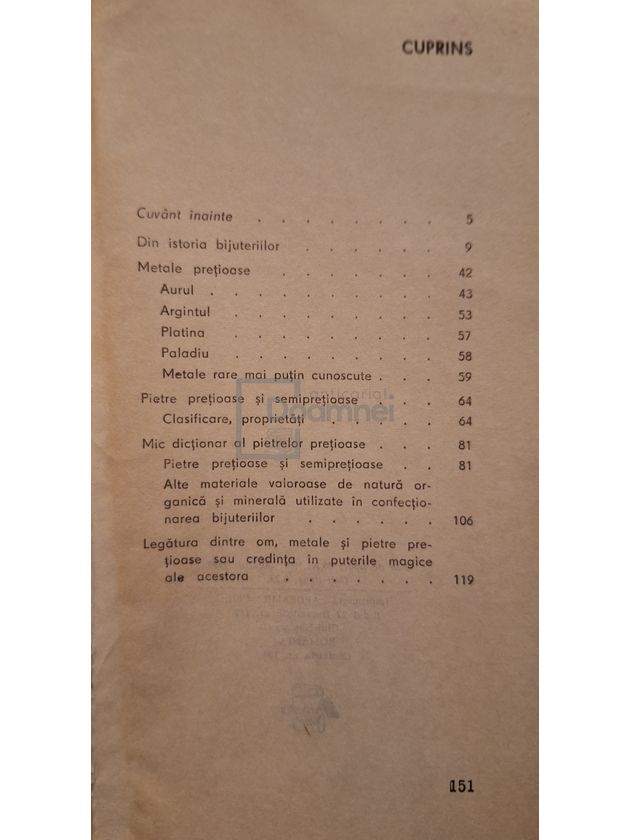 CUPRINS
Cuvânt înainte . . . . . . . . 5
Din istoria bijuteriilor . . . . . . 9
Metale prețioase . . . . . . . 42
Aurul . . . . . . . . . . 43
Argintul . . . . . . . . . 53
Platina . . . . . . . . . 57
Paladiu . . . . . . . . . 58
Metale rare mai puțin cunoscute . . . 59
Pietre prețioase și semiprețioase . . . 64
Clasificare, proprietăți . . . . . 64
Mic dicționar al pietrelor prețioase . . . 81
Pietre prețioase și semiprețioase . . 81
Alte materiale valoroase de natură or-
ganică și minerală utilizate în confecțio-
narea bijuteriilor . . . . . . 106
Legătura dintre om, metale și pietre pre-
țioase sau credința în puterile magice
ale acestora . . . . . . . 119
anticariat
Doamnei
151